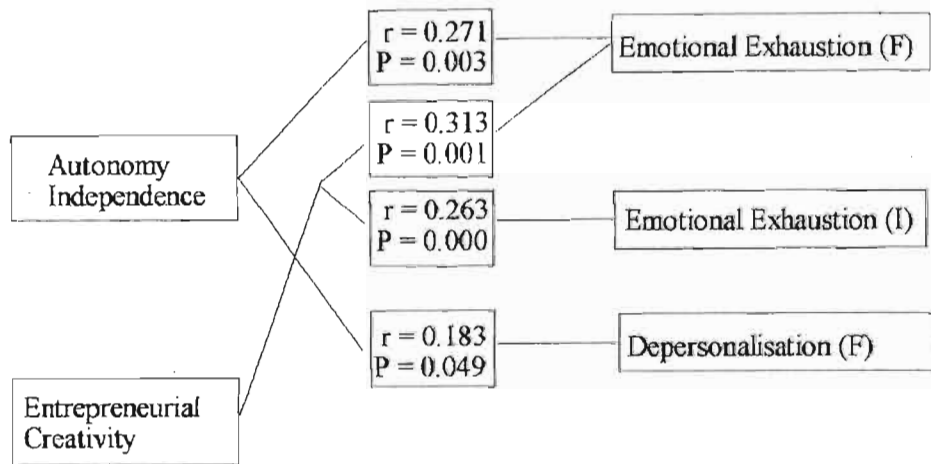 r = 0.271
P = 0.003
Emotional Exhaustion (F)
r = 0.313
P = 0.001
Autonomy
Independence
r = 0.263
P = 0.000
Emotional Exhaustion (I)
r = 0.183
P = 0.049
Depersonalisation (F)
Entrepreneurial
Creativity